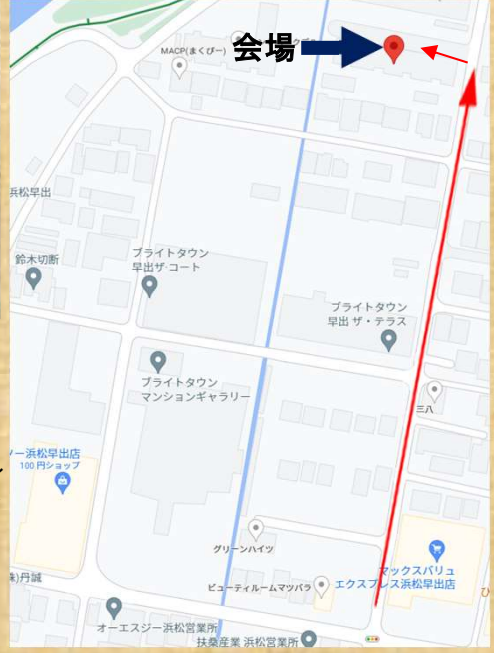 会場
MACP(まくぴー)
浜松早出
鈴木切断
ブライトタウン
早出ザ·コート
ブライトタウン
早出 ザ・テラス
ブライトタウン
マンションギャラリー
三八
ソー浜松早出店
100 円ショップ
グリーンハイツ
マックスバリュ
エクスプレス浜松早出店
株)丹誠
ビューティルームマツバラ
オーエスジー浜松営業所
扶桑産業 浜松営業所